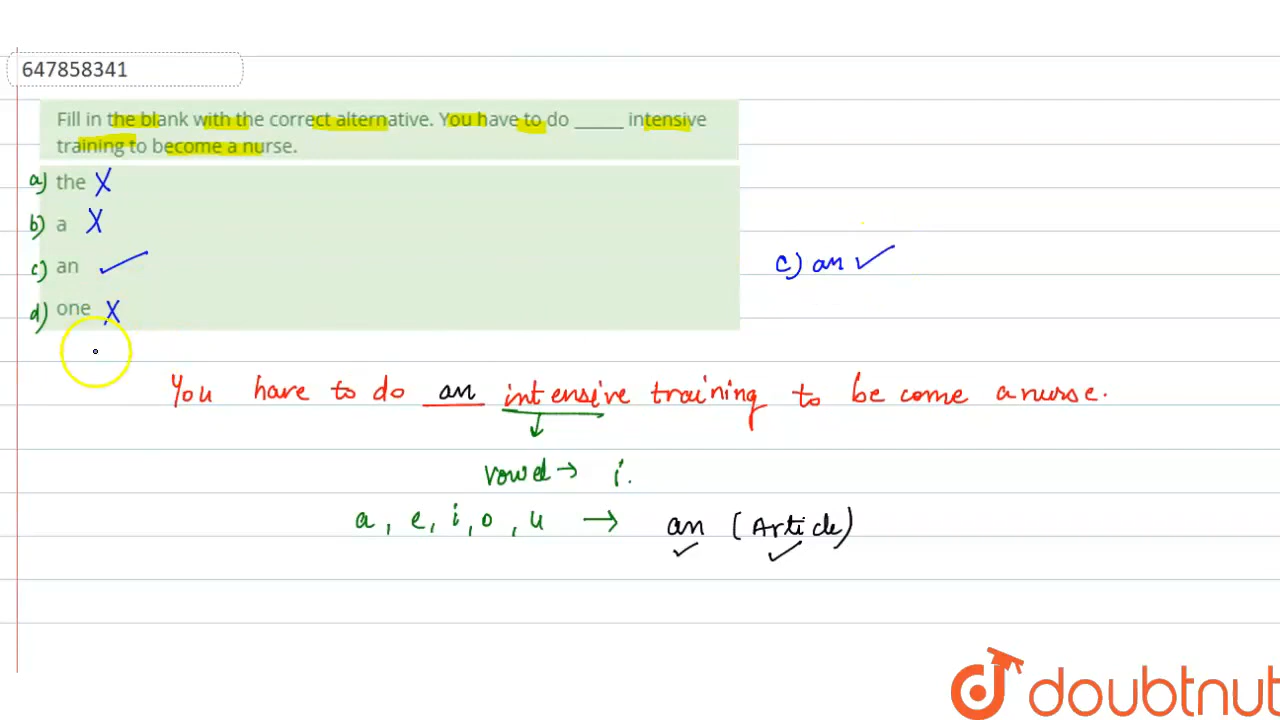 647858341
Fill in the blank with the correct alternative. You have to do _____ intensive
training to become a nurse.
a) the X
b) a X
c) an ✓
d) one X
c) an ✓
You have to do an intensive training to be come a nurse.
vowel → i.
a, e, i, o, u → an (Article)
doubtnut